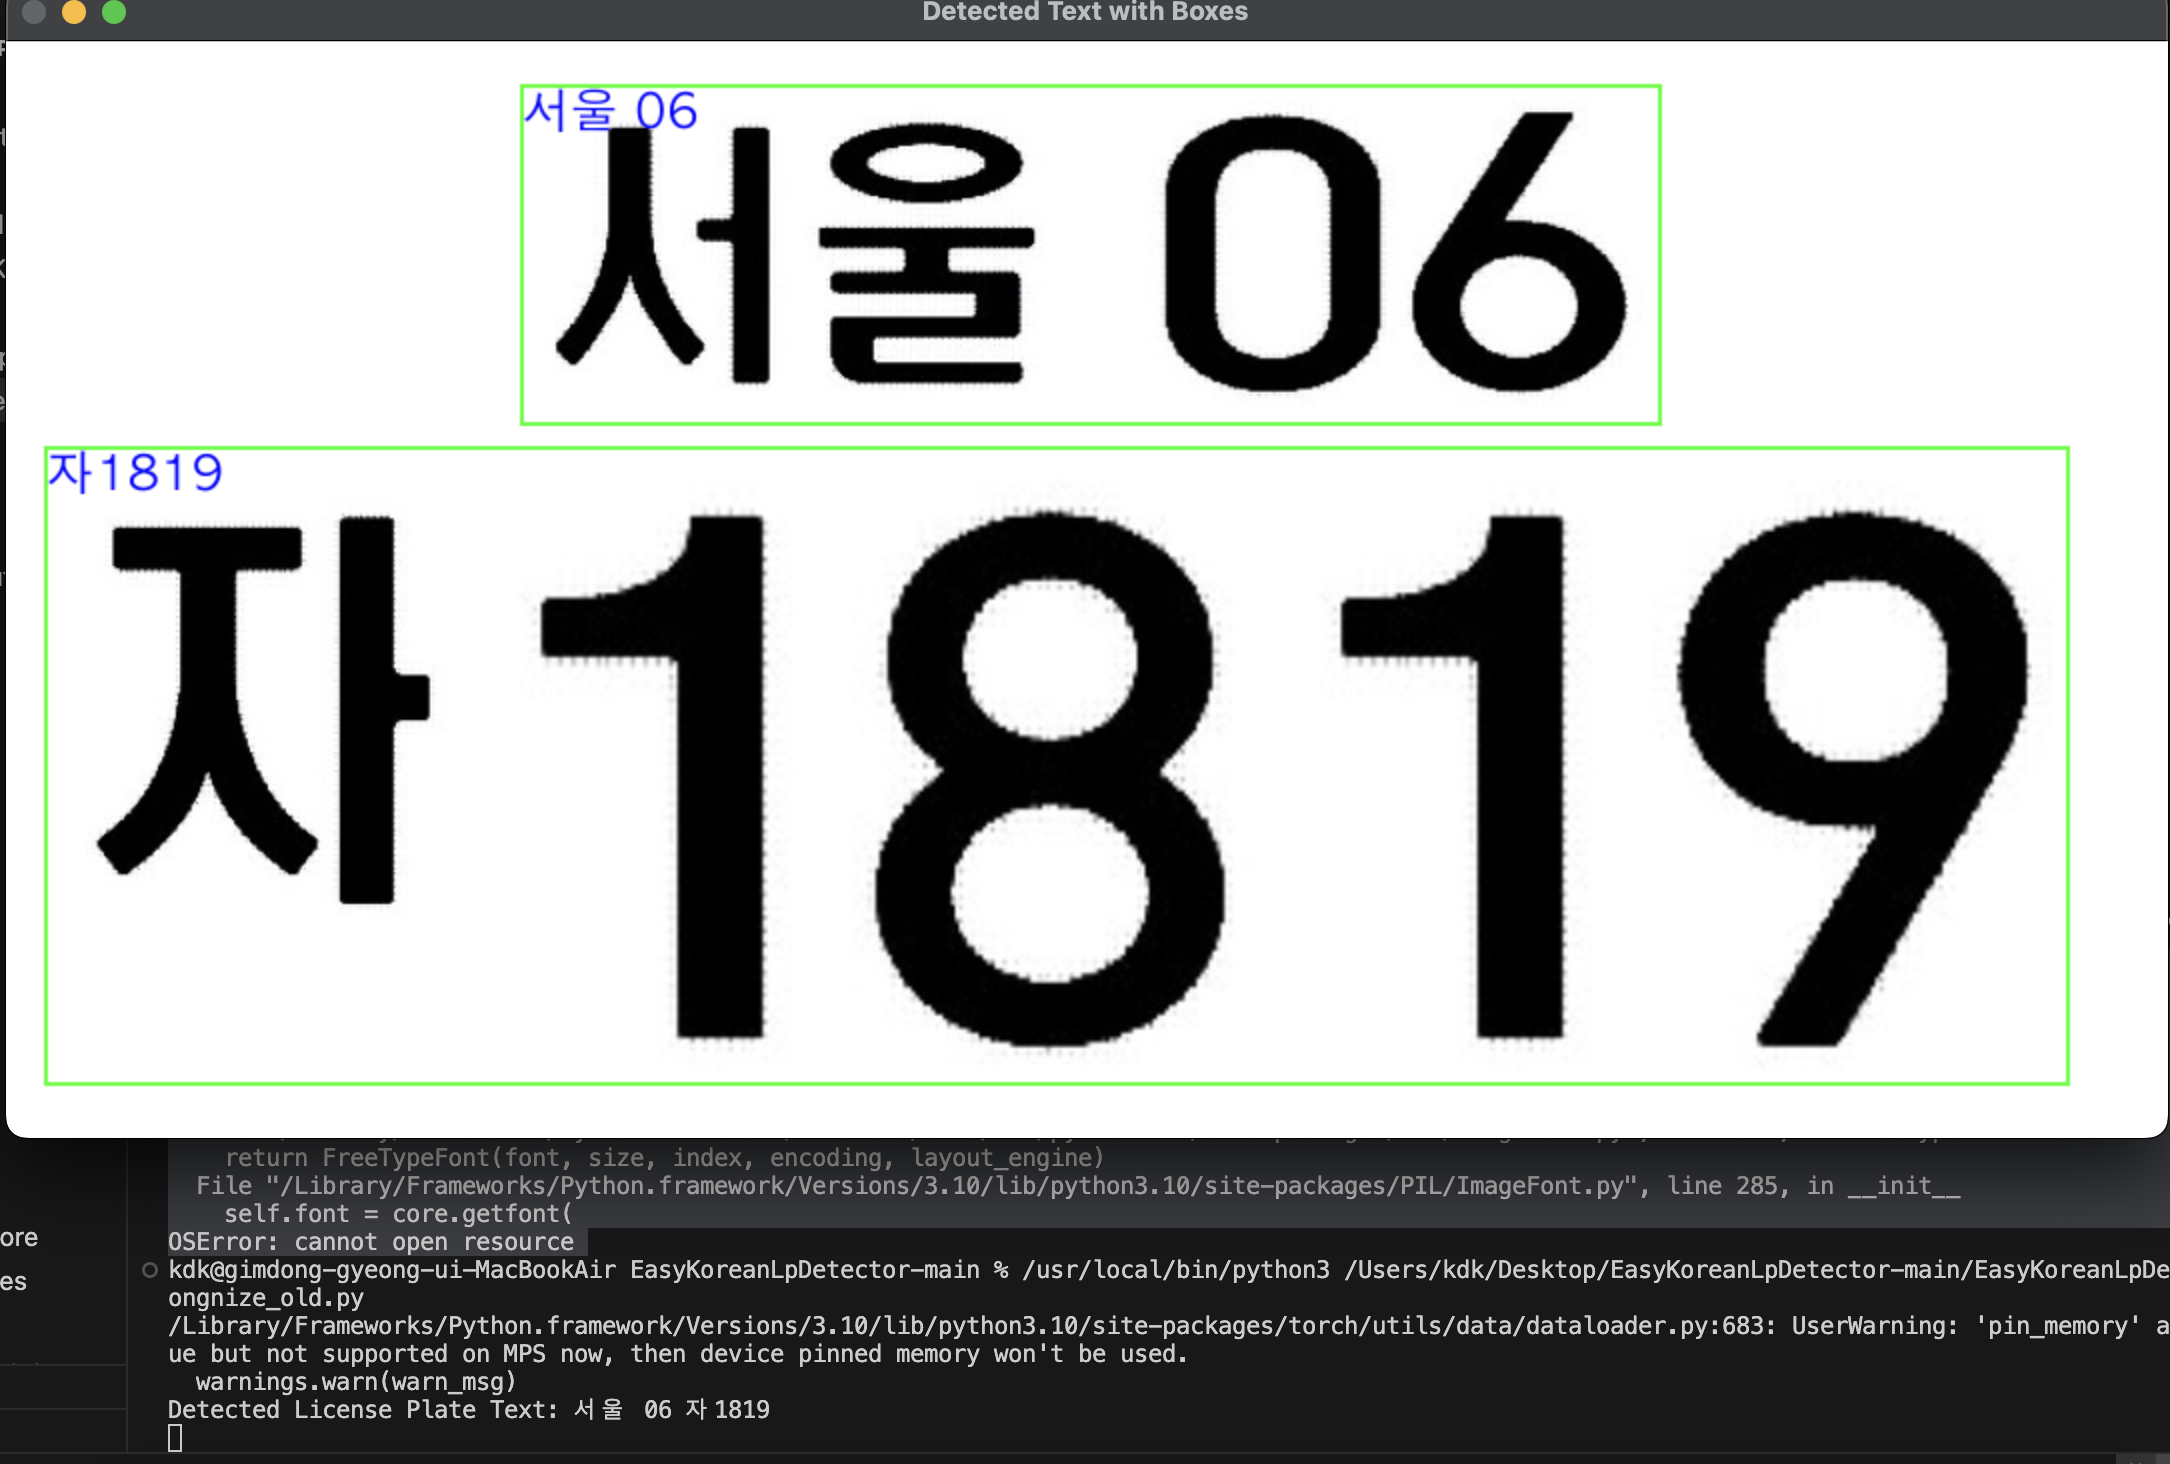 Detected Text with Boxes
서울 06
서울 06
자1819
자1819
return FreeTypeFont(font, size, index, encoding, layout_engine)
File "/Library/Frameworks/Python.framework/Versions/3.10/lib/python3.10/site-packages/PIL/ImageFont.py", line 285, in __init__
self.font = core.getfont(
OSError: cannot open resource
ore
kdk@gimdong-gyeong-ui-MacBookAir EasyKoreanLpDetector-main % /usr/local/bin/python3 /Users/kdk/Desktop/EasyKoreanLpDetector-main/EasyKoreanLpDe
es
ongnize_old.py
/Library/Frameworks/Python.framework/Versions/3.10/lib/python3.10/site-packages/torch/utils/data/dataloader.py:683: UserWarning: 'pin_memory' a
ue but not supported on MPS now, then device pinned memory won't be used.
warnings.warn(warn_msg)
Detected License Plate Text: 서울 06 자1819